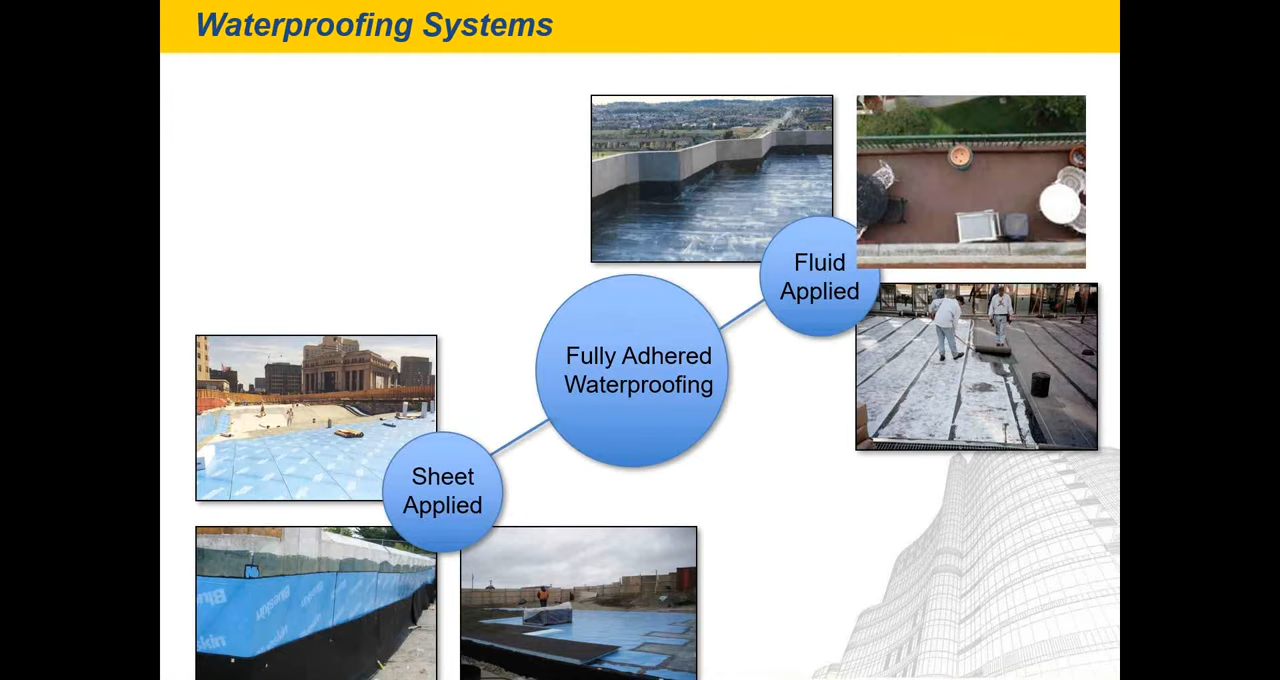 Waterproofing Systems
Fluid
Applied
Fully Adhered
Waterproofing
Sheet
Applied